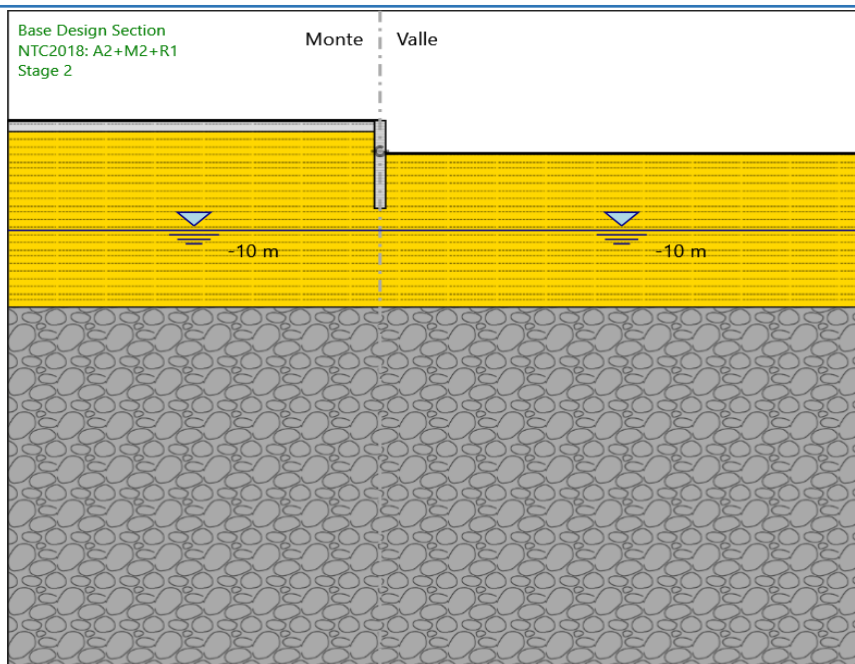 Base Design Section
NTC2018: A2+M2+R1
Stage 2
Monte Valle
-10 m -10 m